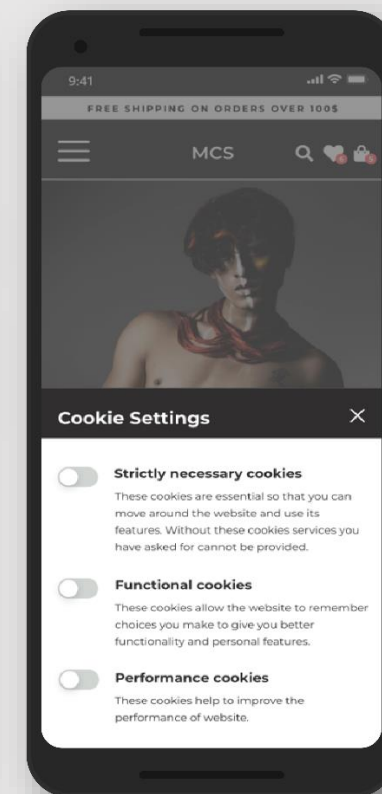 9:41
FREE SHIPPING ON ORDERS OVER 100$
MCS
Cookie Settings
Strictly necessary cookies
These cookies are essential so that you can
move around the website and use its
features. Without these cookies services you
have asked for cannot be provided.
Functional cookies
These cookies allow the website to remember
choices you make to give you better
functionality and personal features.
Performance cookies
These cookies help to improve the
performance of website.